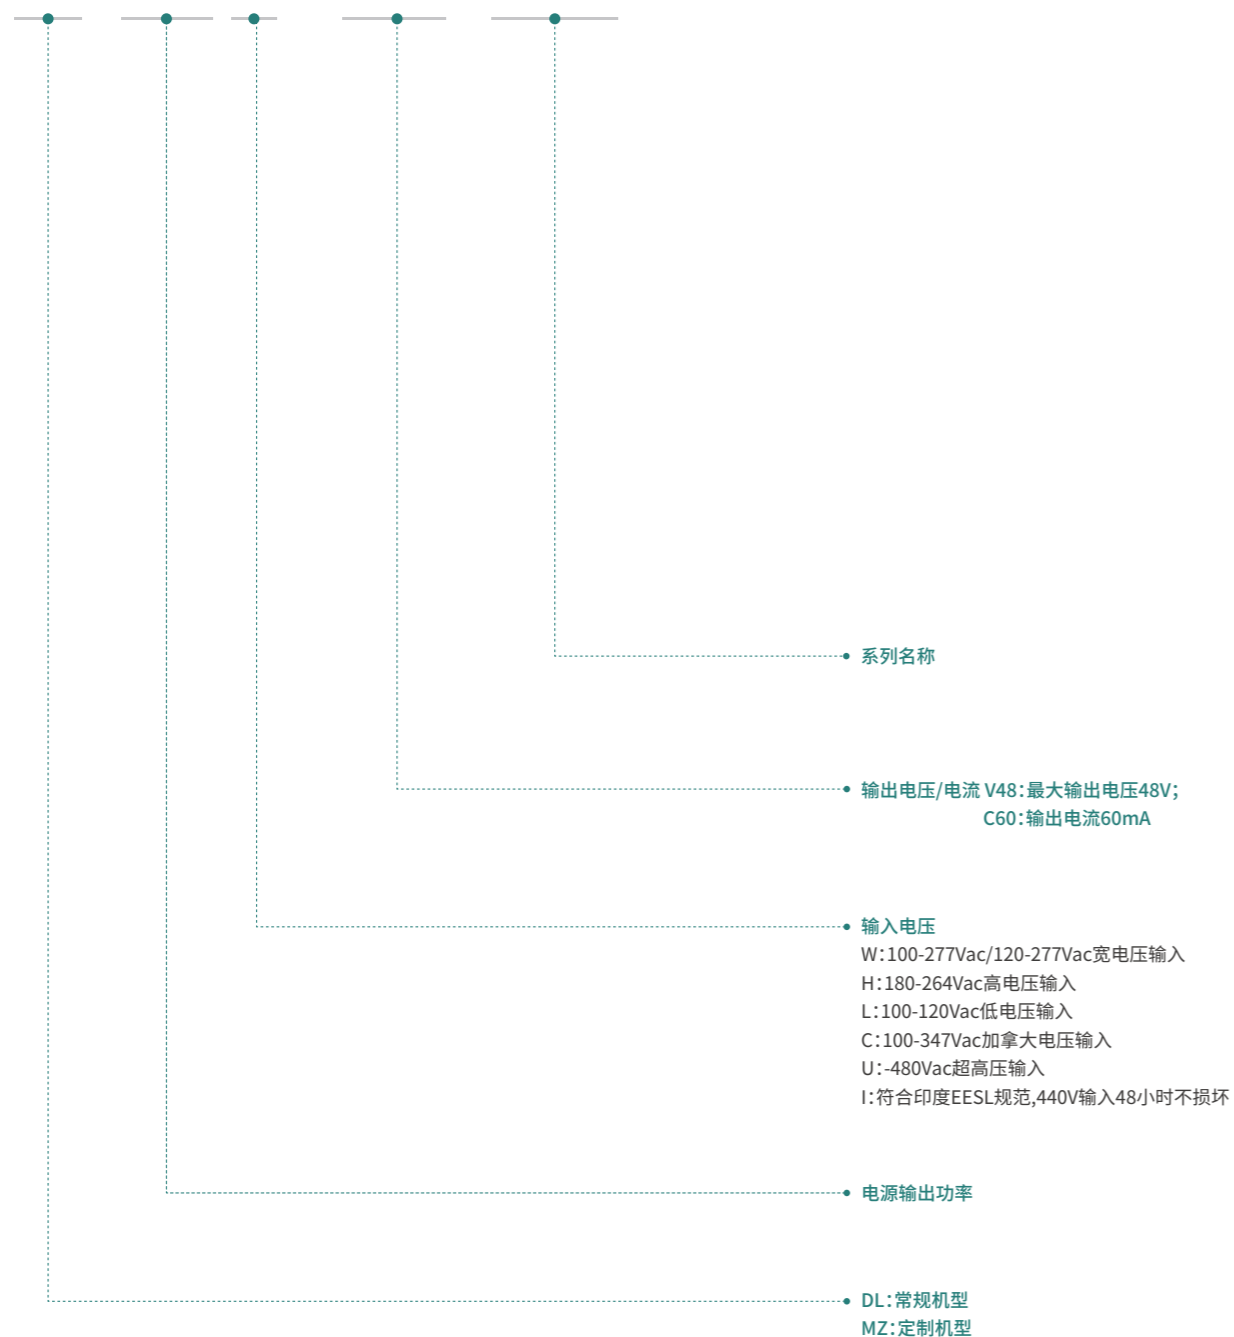 系列名称
输出电压/电流 V48：最大输出电压48V；
C60：输出电流60mA
输入电压
W：100-277Vac/120-277Vac宽电压输入
H：180-264Vac高电压输入
L：100-120Vac低电压输入
C：100-347Vac加拿大电压输入
U：-480Vac超高压输入
I：符合印度EESL规范,440V输入48小时不损坏
电源输出功率
DL：常规机型
MZ：定制机型